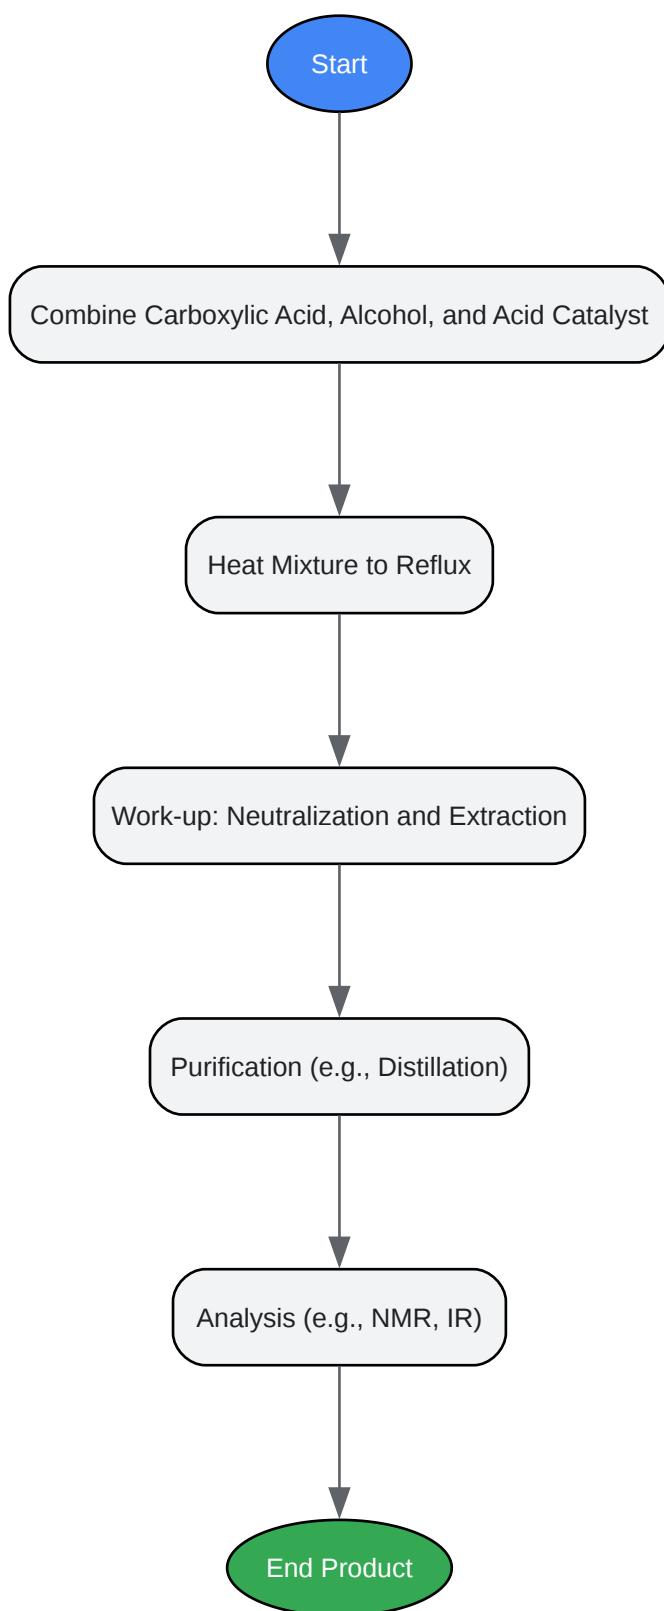 Start
Combine Carboxylic Acid, Alcohol, and Acid Catalyst
Heat Mixture to Reflux
Work-up: Neutralization and Extraction
Purification (e.g., Distillation)
Analysis (e.g., NMR, IR)
End Product